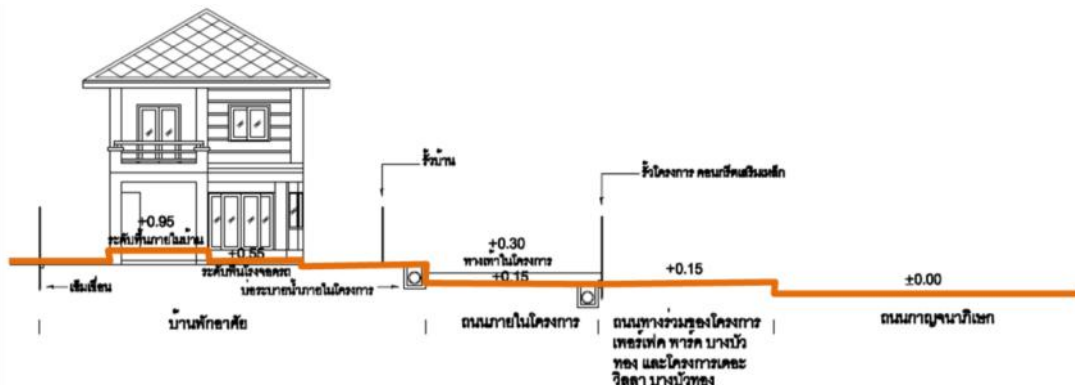 รั้วบ้าน
รั้วโครงการ คอนกรีตเสริมเหล็ก
+0.95
ระดับพื้นภายในบ้าน
+0.55
ระดับพื้นโรงจอดรถ
+0.30
ทางเท้าในโครงการ
+0.15
+0.15
±0.00
เข็มเขื่อน
บ่อระบายน้ำภายในโครงการ
บ้านพักอาศัย
ถนนภายในโครงการ
ถนนทางร่วมของโครงการ
เพอร์เฟค พาร์ค บางบัว
ทอง และโครงการเดอะ
วิลลา บางบัวทอง
ถนนกาญจนาภิเษก